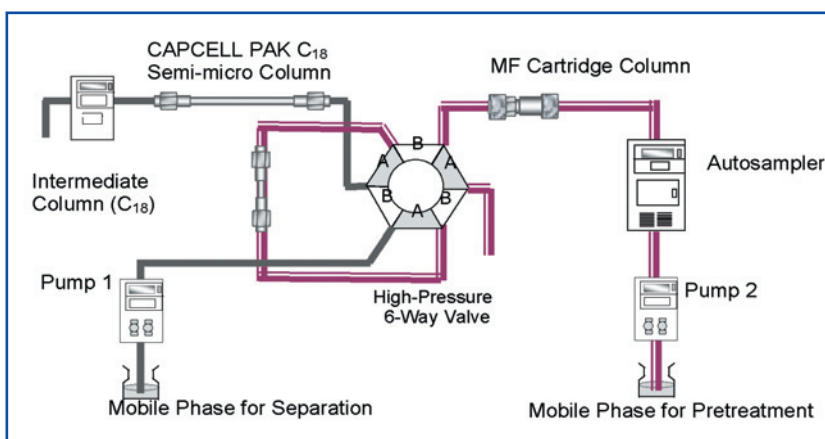 CAPCELL PAK C18
Semi-micro Column
MF Cartridge Column
Autosampler
Intermediate
Column (C18)
B
A
A
B
B
A
Pump 1
High-Pressure
6-Way Valve
Pump 2
Mobile Phase for Separation
Mobile Phase for Pretreatment